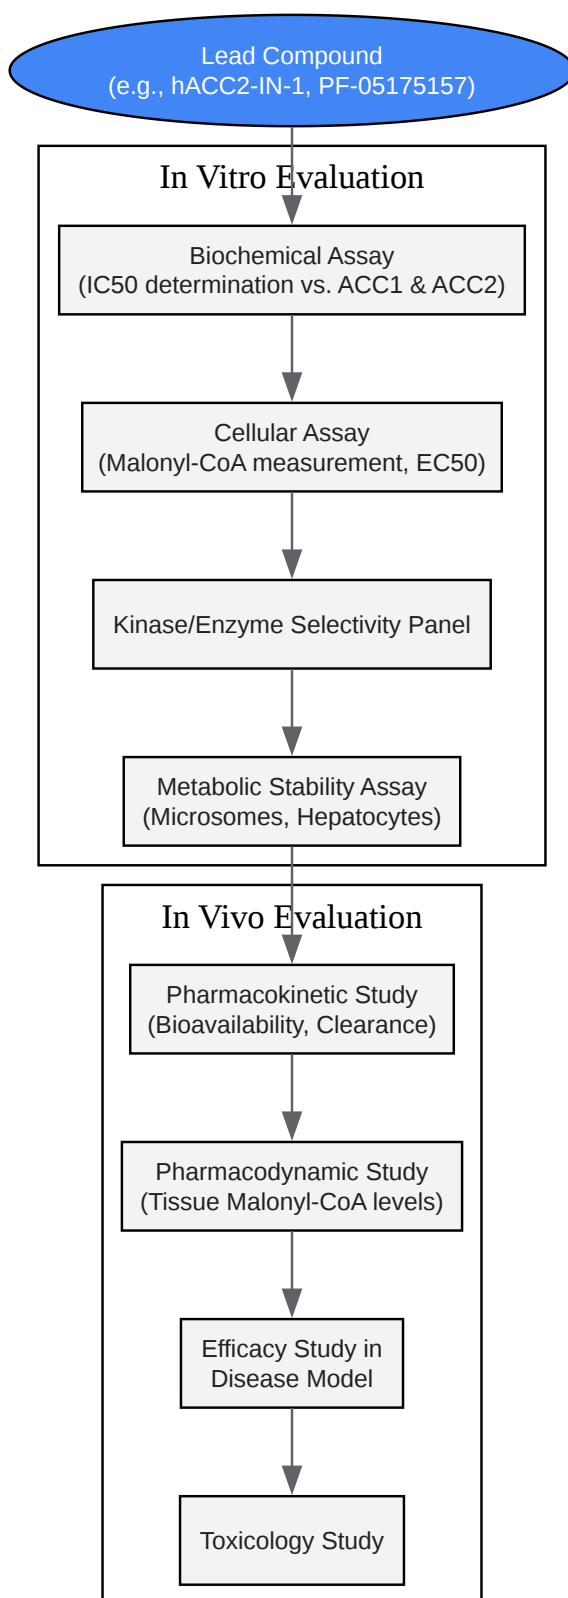 Lead Compound
(e.g., hACC2-IN-1, PF-05175157)
In Vitro Evaluation
Biochemical Assay
(IC50 determination vs. ACC1 & ACC2)
Cellular Assay
(Malonyl-CoA measurement, EC50)
Kinase/Enzyme Selectivity Panel
Metabolic Stability Assay
(Microsomes, Hepatocytes)
In Vivo Evaluation
Pharmacokinetic Study
(Bioavailability, Clearance)
Pharmacodynamic Study
(Tissue Malonyl-CoA levels)
Efficacy Study in
Disease Model
Toxicology Study